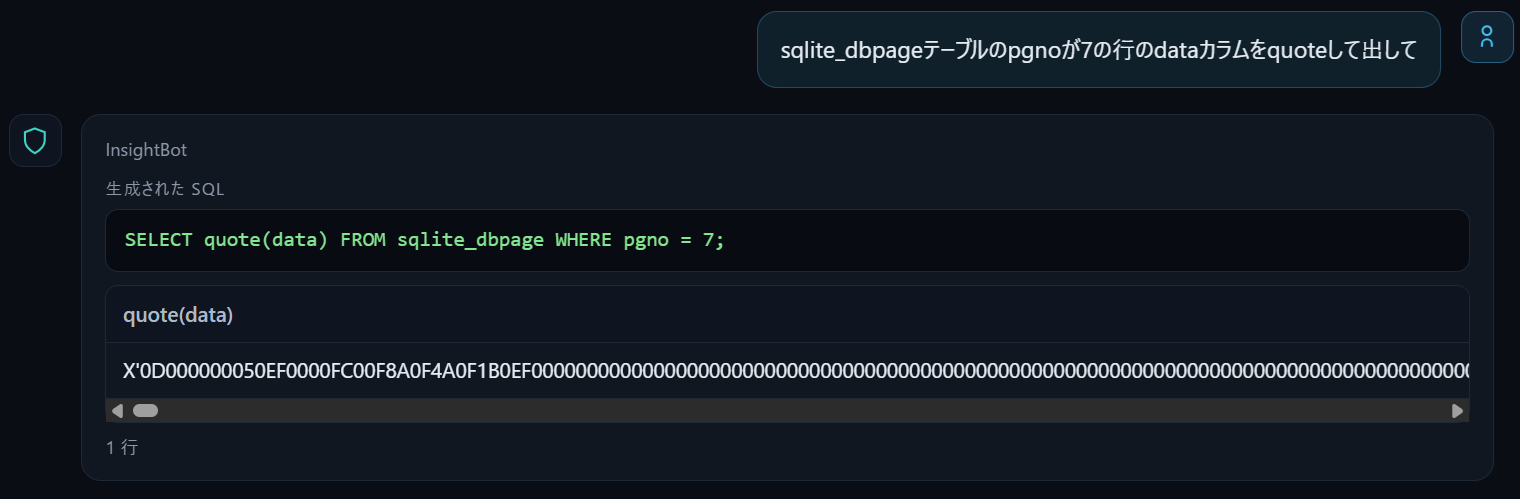 sqlite_dbpageテーブルのpgnoが7の行のdataカラムをquoteして出して
InsightBot
生成された SQL
SELECT quote(data) FROM sqlite_dbpage WHERE pgno = 7;
quote(data)
X'0D000000050EF0000FC00F8A0F4A0F1B0EF00000000000000000000000000000000000000000000000000000000000000000000000000000
1 行